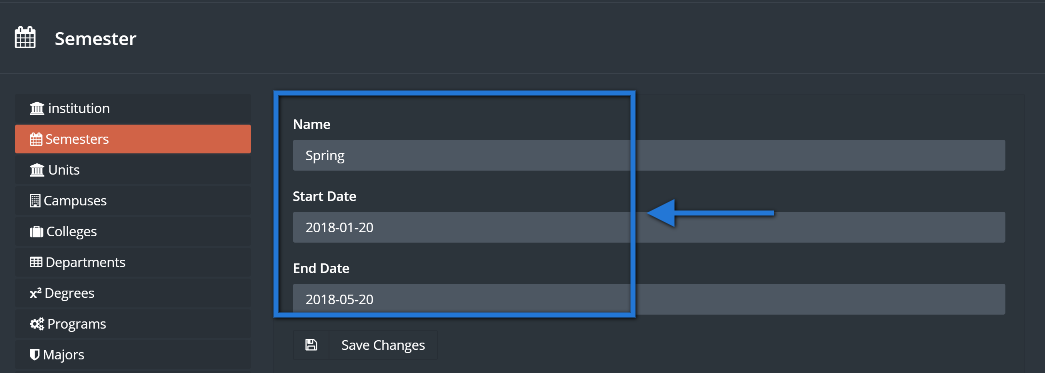 Semester
institution
Semesters
Units
Campuses
Colleges
Departments
x² Degrees
Programs
Majors
Name
Spring
Start Date
2018-01-20
End Date
2018-05-20
Save Changes